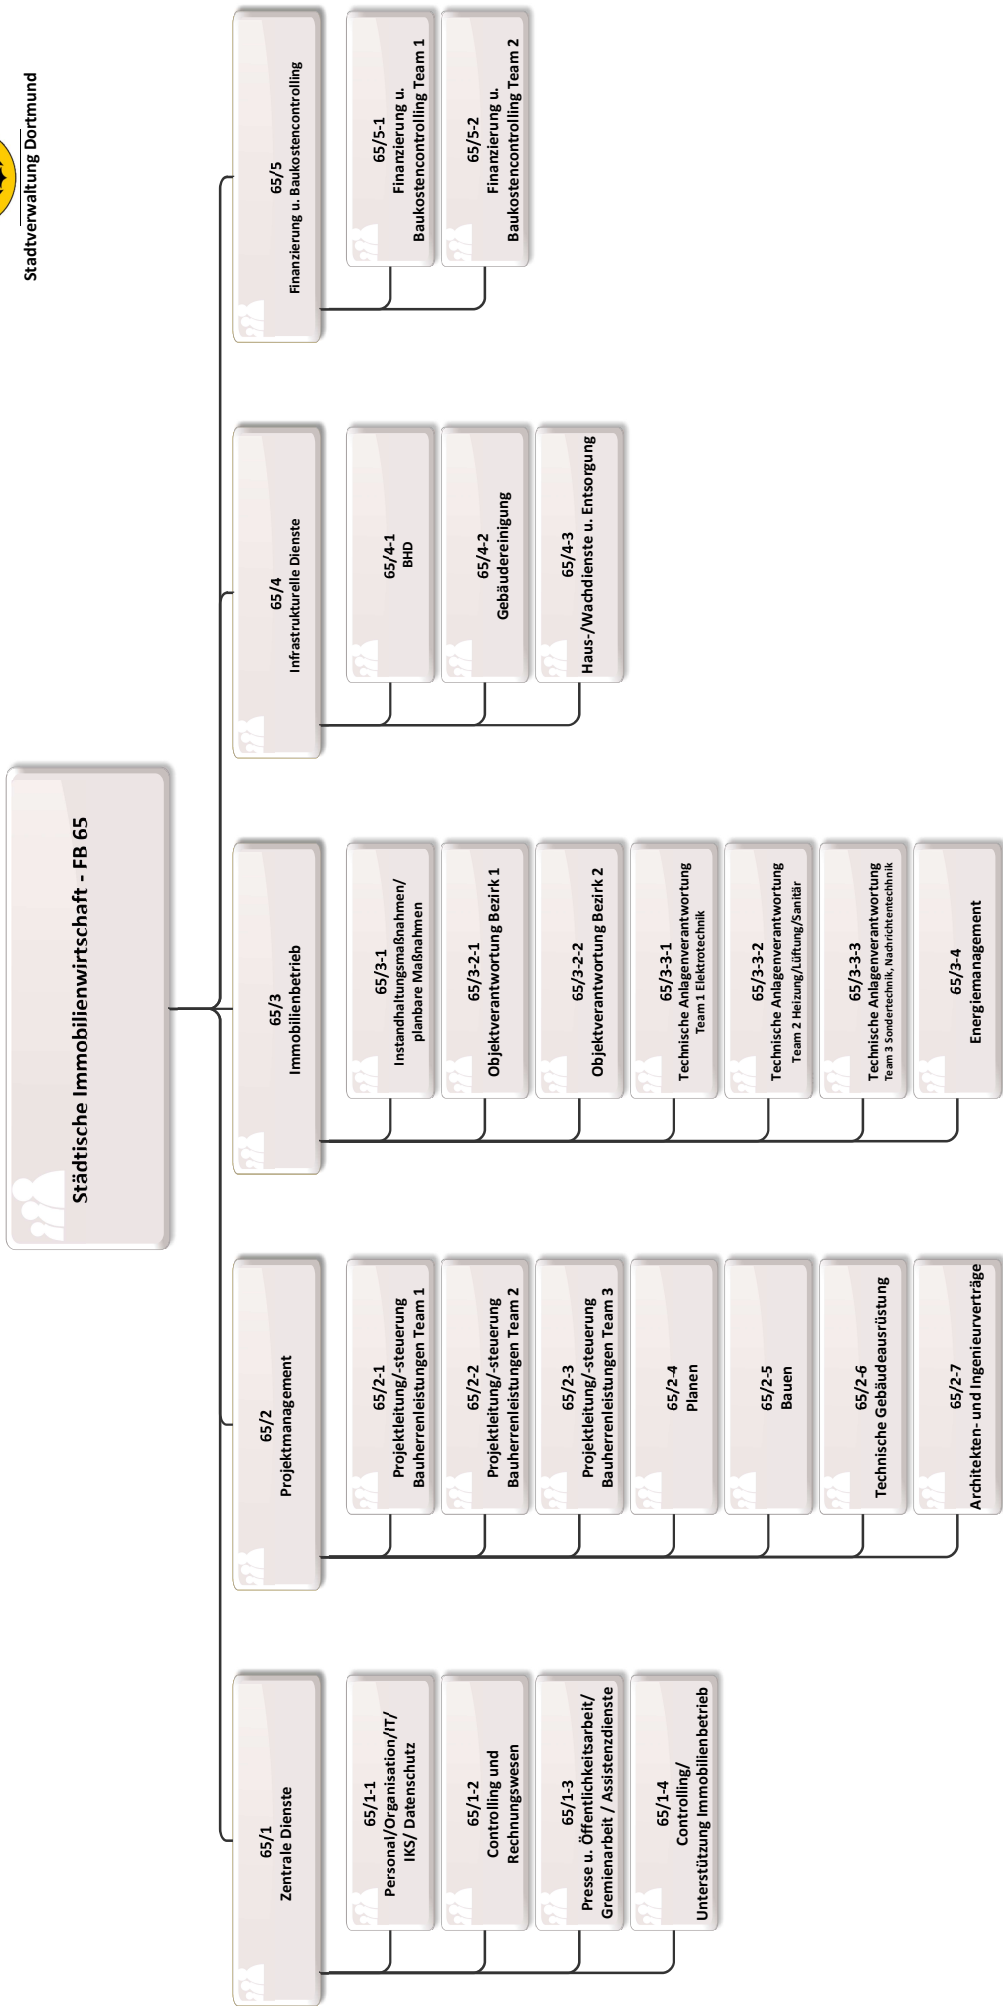 Stadtverwaltung Dortmund
Städtische Immobilienwirtschaft - FB 65
65/1
Zentrale Dienste
65/1-1
Personal/Organisation/IT/
IKS/ Datenschutz
65/1-2
Controlling und
Rechnungswesen
65/1-3
Presse u. Öffentlichkeitsarbeit/
Gremienarbeit / Assistenzdienste
65/1-4
Controlling/
Unterstützung Immobilienbetrieb
65/2
Projektmanagement
65/2-1
Projektleitung/-steuerung
Bauherrenleistungen Team 1
65/2-2
Projektleitung/-steuerung
Bauherrenleistungen Team 2
65/2-3
Projektleitung/-steuerung
Bauherrenleistungen Team 3
65/2-4
Planen
65/2-5
Bauen
65/2-6
Technische Gebäudeausrüstung
65/2-7
Architekten- und Ingenieurverträge
65/3
Immobilienbetrieb
65/3-1
Instandhaltungsmaßnahmen/
planbare Maßnahmen
65/3-2-1
Objektverantwortung Bezirk 1
65/3-2-2
Objektverantwortung Bezirk 2
65/3-3-1
Technische Anlagenverantwortung
Team 1 Elektrotechnik
65/3-3-2
Technische Anlagenverantwortung
Team 2 Heizung/Lüftung/Sanitär
65/3-3-3
Technische Anlagenverantwortung
Team 3 Sondertechnik, Nachrichtentechhnik
65/3-4
Energiemanagement
65/4
Infrastrukturelle Dienste
65/4-1
BHD
65/4-2
Gebäudereinigung
65/4-3
Haus-/Wachdienste u. Entsorgung
65/5
Finanzierung u. Baukostencontrolling
65/5-1
Finanzierung u.
Baukostencontrolling Team 1
65/5-2
Finanzierung u.
Baukostencontrolling Team 2